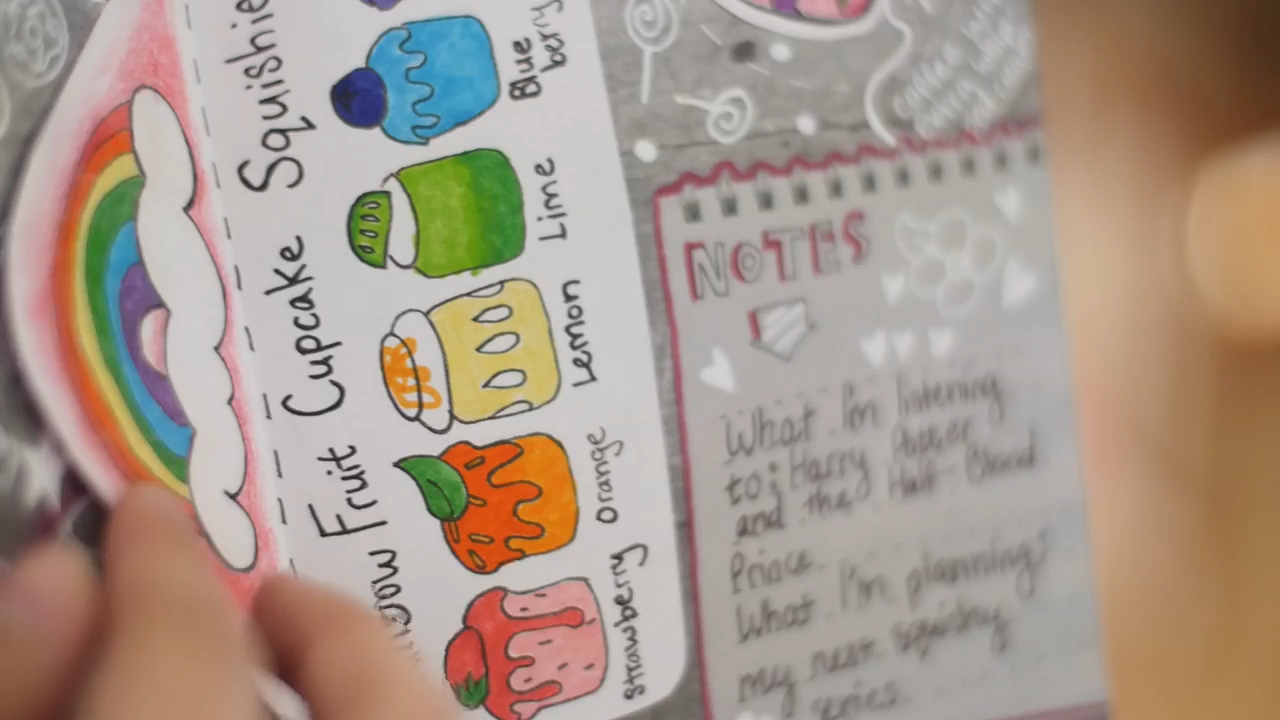 Fruit Cupcake Squishie
strawberry
Orange
Lemon
Lime
Blue
berry
NOTES
What I'm listening
to; Harry Potter
and the Half Blood
Prince
What I'm planning:
my next squishy
series